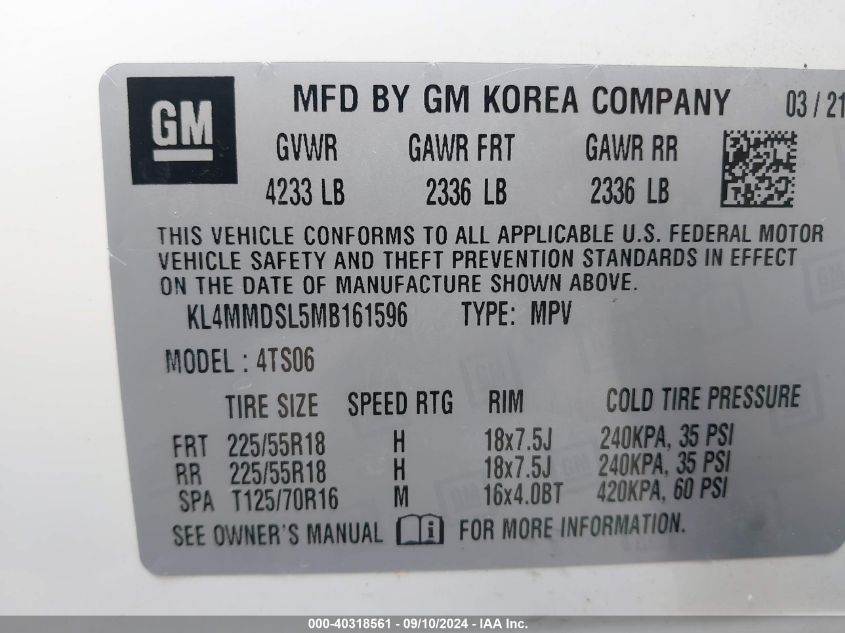 GM
MFD BY GM KOREA COMPANY 03 / 21
GVWR GAWR FRT GAWR RR
4233 LB 2336 LB 2336 LB
THIS VEHICLE CONFORMS TO ALL APPLICABLE U.S. FEDERAL MOTOR
VEHICLE SAFETY AND THEFT PREVENTION STANDARDS IN EFFECT
ON THE DATE OF MANUFACTURE SHOWN ABOVE.
KL4MMDSL5MB161596 TYPE: MPV
MODEL : 4TS06
TIRE SIZE SPEED RTG RIM COLD TIRE PRESSURE
FRT 225/55R18 H 18x7.5J 240KPA, 35 PSI
RR 225/55R18 H 18x7.5J 240KPA, 35 PSI
SPA T125/70R16 M 16x4.0BT 420KPA, 60 PSI
SEE OWNER'S MANUAL FOR MORE INFORMATION.
000-40318561 - 09/10/2024 - IAA Inc.